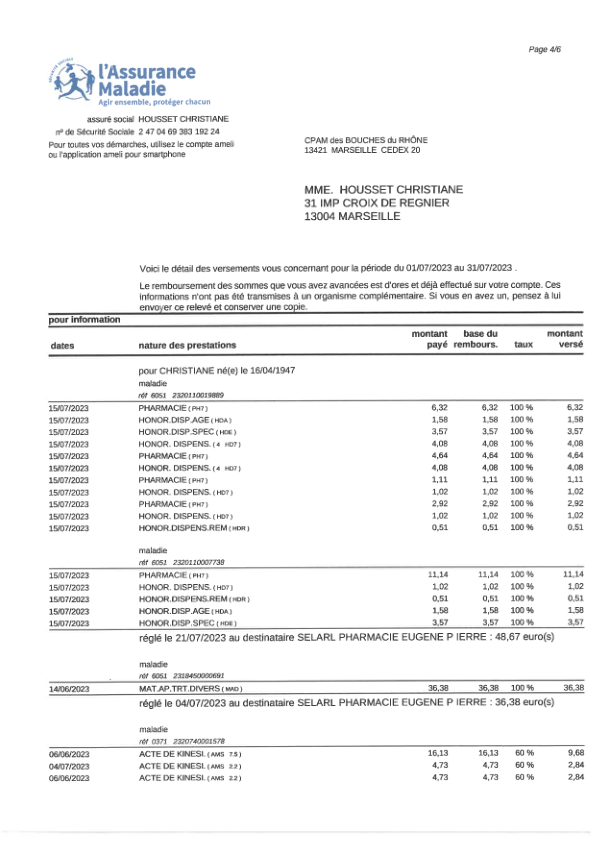 Page 4/6
SÉCURITÉ SOCIALE
l'Assurance
Maladie
Agir ensemble, protéger chacun
assuré social HOUSSET CHRISTIANE
nº de Sécurité Sociale 2 47 04 69 383 192 24
Pour toutes vos démarches, utilisez le compte ameli
ou l'application ameli pour smartphone
CPAM des BOUCHES du RHÔNE
13421 MARSEILLE CEDEX 20
MME. HOUSSET CHRISTIANE
31 IMP CROIX DE REGNIER
13004 MARSEILLE
Voici le détail des versements vous concernant pour la période du 01/07/2023 au 31/07/2023 .
Le remboursement des sommes que vous avez avancées est d'ores et déjà effectué sur votre compte. Ces
informations n'ont pas été transmises à un organisme complémentaire. Si vous en avez un, pensez à lui
envoyer ce relevé et conserver une copie.
pour information
dates nature des prestations montant payé base du rembours. taux montant versé
pour CHRISTIANE né(e) le 16/04/1947
maladie
réf 6051 2320110019889
15/07/2023 PHARMACIE ( PH7 ) 6,32 6,32 100 % 6,32
15/07/2023 HONOR.DISP.AGE ( HDA ) 1,58 1,58 100 % 1,58
15/07/2023 HONOR.DISP.SPEC ( HDE ) 3,57 3,57 100 % 3,57
15/07/2023 HONOR. DISPENS. ( 4 HD7 ) 4,08 4,08 100 % 4,08
15/07/2023 PHARMACIE ( PH7 ) 4,64 4,64 100 % 4,64
15/07/2023 HONOR. DISPENS. ( 4 HD7 ) 4,08 4,08 100 % 4,08
15/07/2023 PHARMACIE ( PH7 ) 1,11 1,11 100 % 1,11
15/07/2023 HONOR. DISPENS. ( HD7 ) 1,02 1,02 100 % 1,02
15/07/2023 PHARMACIE ( PH7 ) 2,92 2,92 100 % 2,92
15/07/2023 HONOR. DISPENS. ( HD7 ) 1,02 1,02 100 % 1,02
15/07/2023 HONOR.DISPENS.REM ( HDR ) 0,51 0,51 100 % 0,51
maladie
réf 6051 2320110007738
15/07/2023 PHARMACIE ( PH7 ) 11,14 11,14 100 % 11,14
15/07/2023 HONOR. DISPENS. ( HD7 ) 1,02 1,02 100 % 1,02
15/07/2023 HONOR.DISPENS.REM ( HDR ) 0,51 0,51 100 % 0,51
15/07/2023 HONOR.DISP.AGE ( HDA ) 1,58 1,58 100 % 1,58
15/07/2023 HONOR.DISP.SPEC ( HDE ) 3,57 3,57 100 % 3,57
réglé le 21/07/2023 au destinataire SELARL PHARMACIE EUGENE P IERRE : 48,67 euro(s)
maladie
réf 6051 2318450000691
14/06/2023 MAT.AP.TRT.DIVERS ( MAD ) 36,38 36,38 100 % 36,38
réglé le 04/07/2023 au destinataire SELARL PHARMACIE EUGENE P IERRE : 36,38 euro(s)
maladie
réf 0371 2320740001578
06/06/2023 ACTE DE KINESI. ( AMS 7.5 ) 16,13 16,13 60 % 9,68
04/07/2023 ACTE DE KINESI. ( AMS 2.2 ) 4,73 4,73 60 % 2,84
06/06/2023 ACTE DE KINESI. ( AMS 2.2 ) 4,73 4,73 60 % 2,84